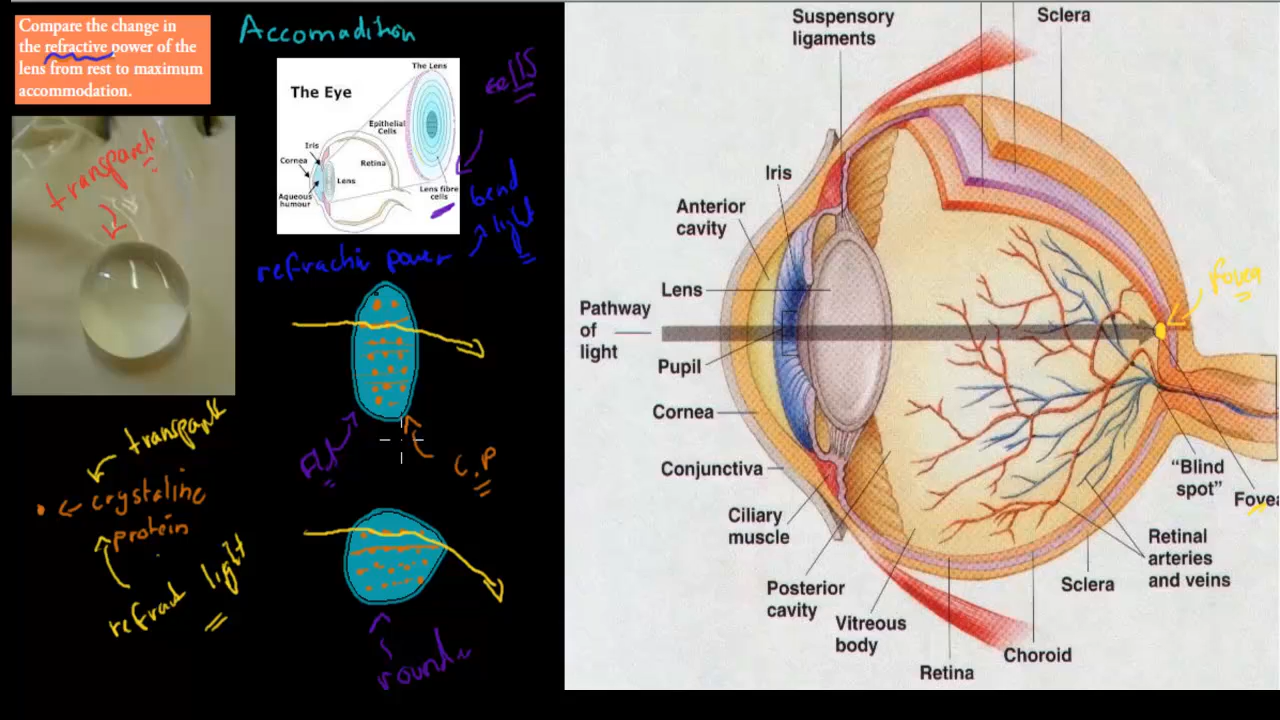 Compare the change in
the refractive power of the
lens from rest to maximum
accommodation.
Accomadition
The Lens
The Eye
Epithelial
Cells
Iris
Cornea
Retina
Lens
Aqueous
humour
Lens fibre
cells
cells
bend
light
transparent
refractive power
Flat
C.P
transparent
crystaline
protein
refract light
rounder
Suspensory
ligaments
Sclera
Iris
Anterior
cavity
Lens
Pathway
of
light
Pupil
Cornea
Conjunctiva
Ciliary
muscle
Posterior
cavity
Vitreous
body
Retina
Choroid
Sclera
Retinal
arteries
and veins
"Blind
spot"
Fovea
fovea